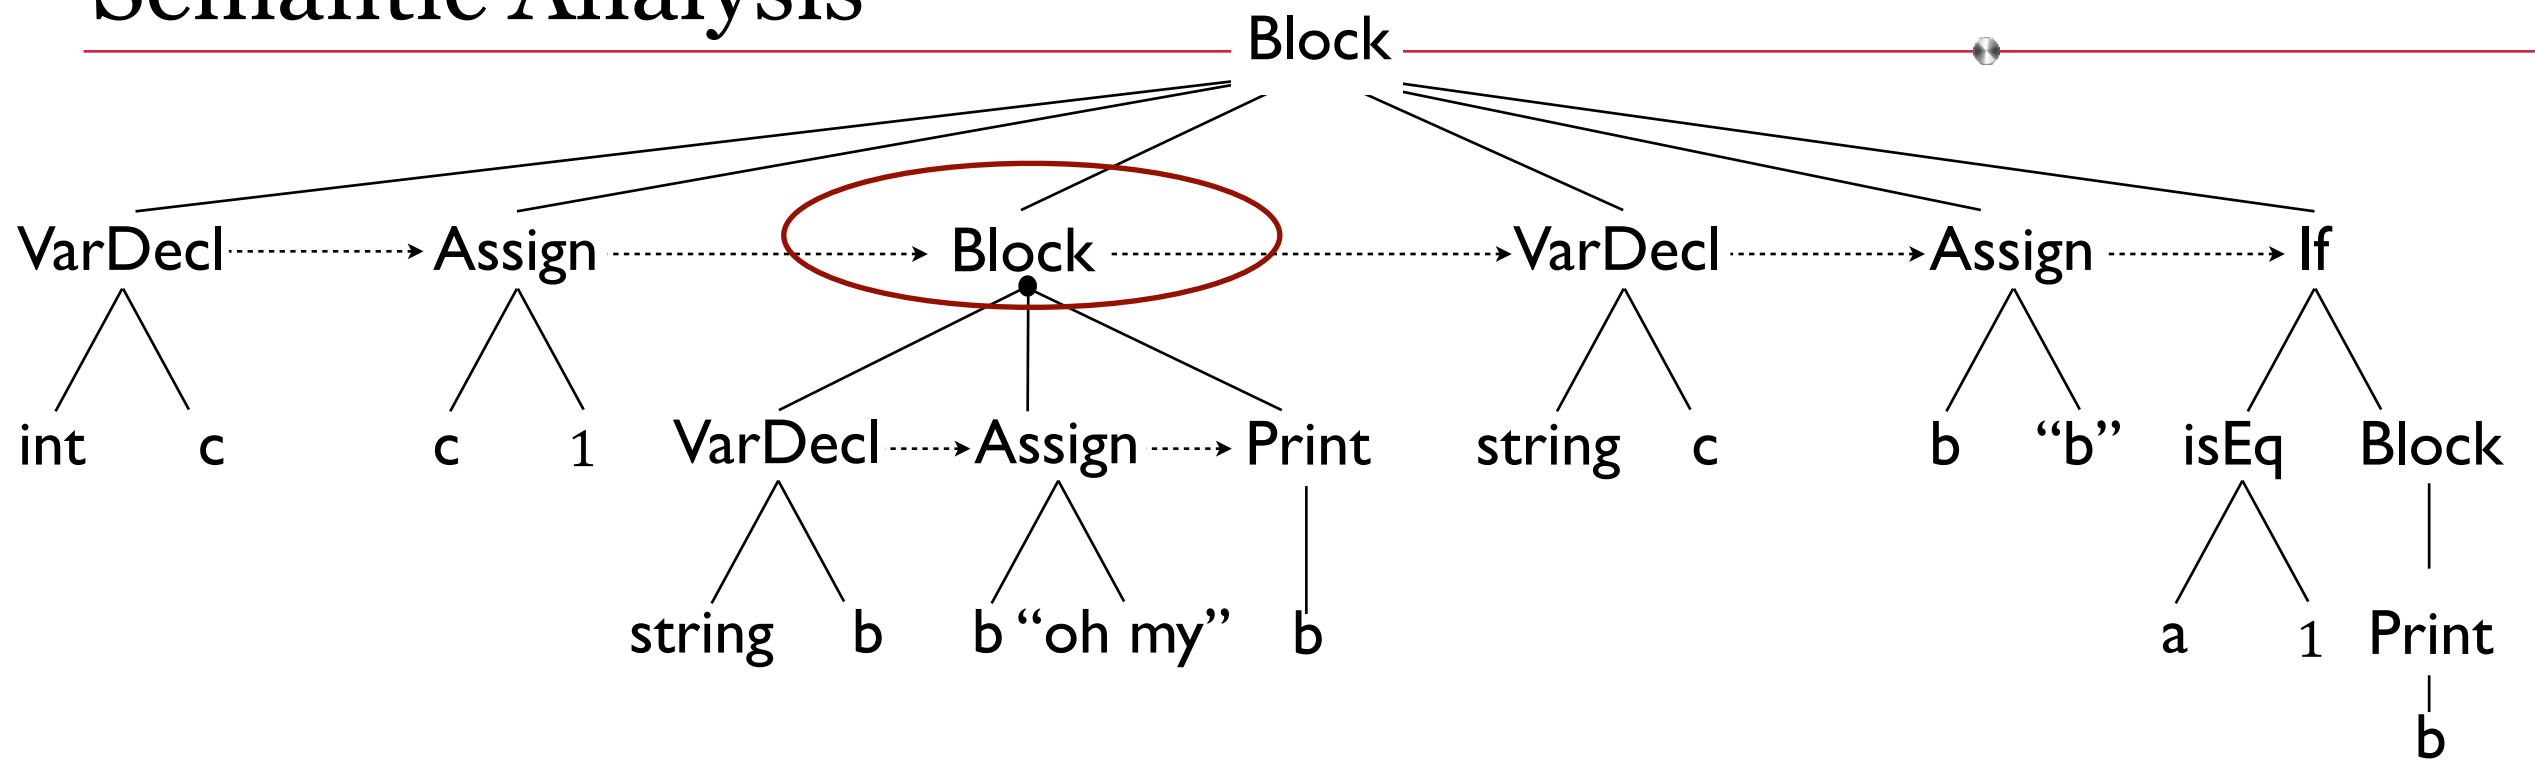 Semantic Analysis
Block
VarDecl Assign Block VarDecl Assign If
int c c 1 VarDecl Assign Print string c b “b” isEq Block
string b b “oh my” b a 1 Print
b